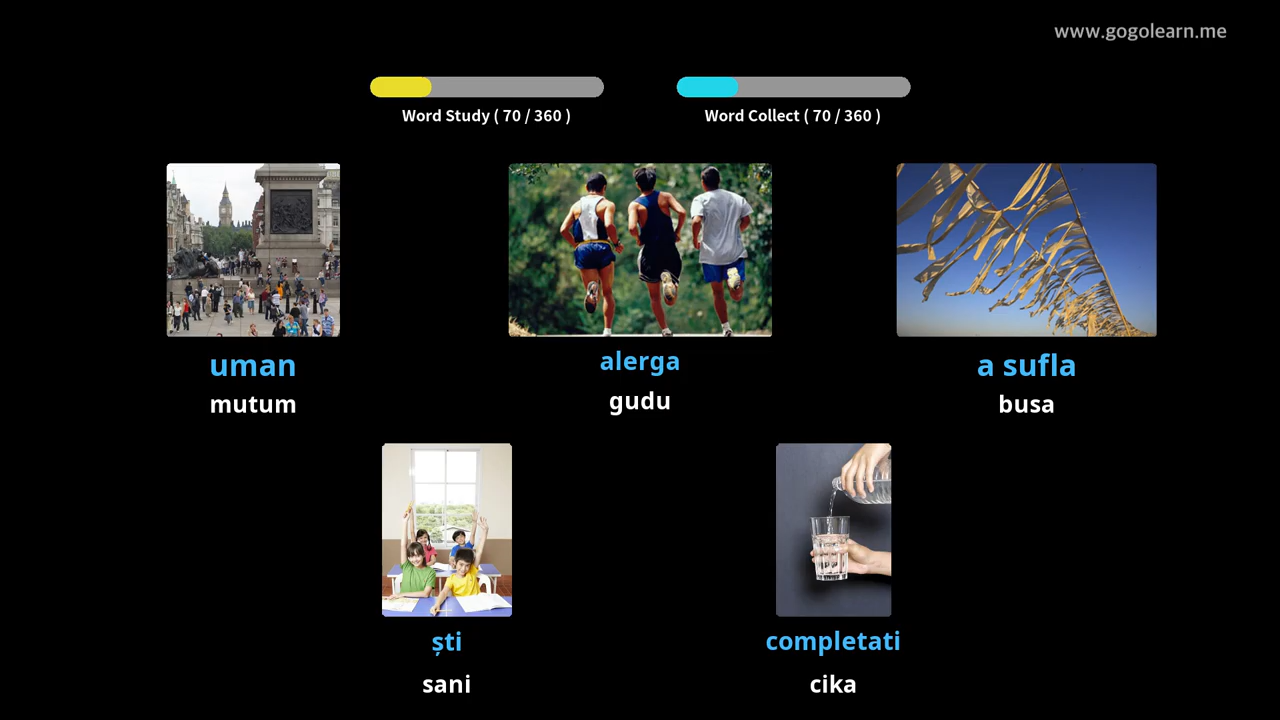 www.gogolearn.me
Word Study ( 70 / 360 )
Word Collect ( 70 / 360 )
uman
mutum
alerga
gudu
a sufla
busa
ști
sani
completati
cika